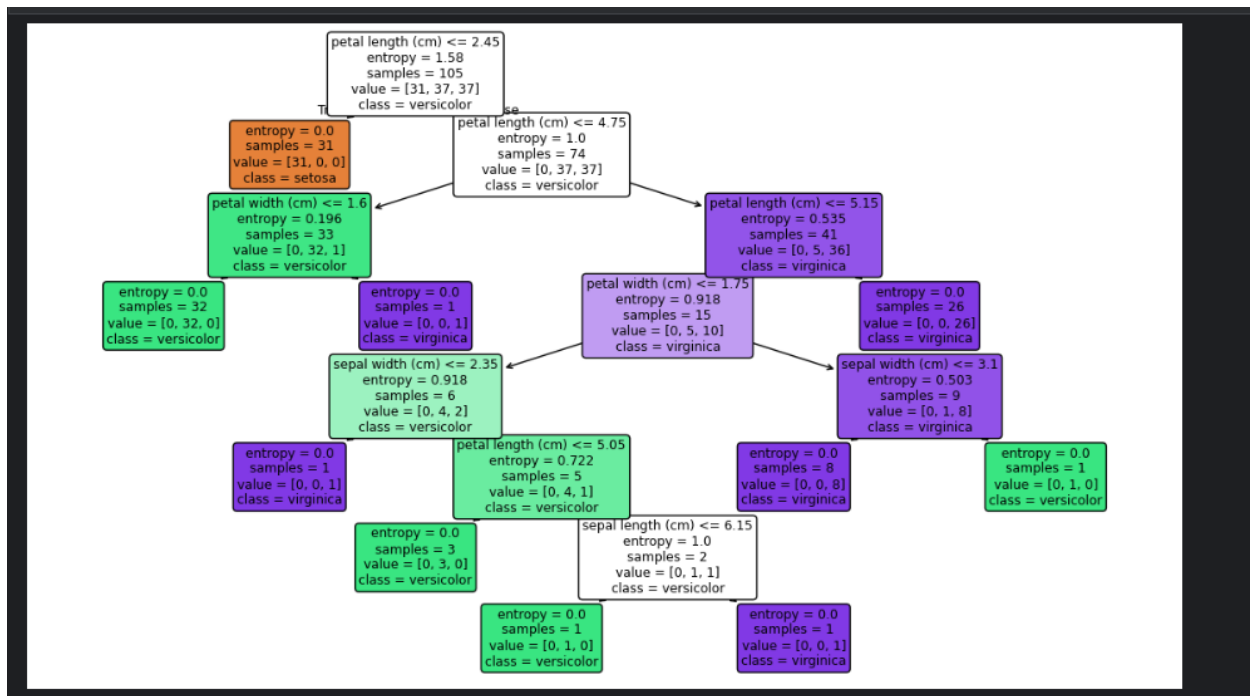 petal length (cm) <= 2.45
entropy = 1.58
samples = 105
value = [31, 37, 37]
class = versicolor
entropy = 0.0
samples = 31
value = [31, 0, 0]
class = setosa
petal length (cm) <= 4.75
entropy = 1.0
samples = 74
value = [0, 37, 37]
class = versicolor
petal width (cm) <= 1.6
entropy = 0.196
samples = 33
value = [0, 32, 1]
class = versicolor
petal length (cm) <= 5.15
entropy = 0.535
samples = 41
value = [0, 5, 36]
class = virginica
entropy = 0.0
samples = 32
value = [0, 32, 0]
class = versicolor
entropy = 0.0
samples = 1
value = [0, 0, 1]
class = virginica
petal width (cm) <= 1.75
entropy = 0.918
samples = 15
value = [0, 5, 10]
class = virginica
entropy = 0.0
samples = 26
value = [0, 0, 26]
class = virginica
sepal width (cm) <= 2.35
entropy = 0.918
samples = 6
value = [0, 4, 2]
class = versicolor
sepal width (cm) <= 3.1
entropy = 0.503
samples = 9
value = [0, 1, 8]
class = virginica
entropy = 0.0
samples = 1
value = [0, 0, 1]
class = virginica
petal length (cm) <= 5.05
entropy = 0.722
samples = 5
value = [0, 4, 1]
class = versicolor
entropy = 0.0
samples = 8
value = [0, 0, 8]
class = virginica
entropy = 0.0
samples = 1
value = [0, 1, 0]
class = versicolor
entropy = 0.0
samples = 3
value = [0, 3, 0]
class = versicolor
sepal length (cm) <= 6.15
entropy = 1.0
samples = 2
value = [0, 1, 1]
class = versicolor
entropy = 0.0
samples = 1
value = [0, 1, 0]
class = versicolor
entropy = 0.0
samples = 1
value = [0, 0, 1]
class = virginica